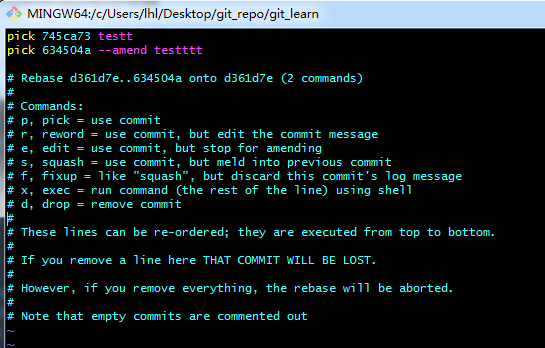 MINGW64:/c/Users/lhl/Desktop/git_repo/git_learn
pick 745ca73 testt
pick 634504a --amend testttt

# Rebase d361d7e..634504a onto d361d7e (2 commands)
#
# Commands:
# p, pick = use commit
# r, reword = use commit, but edit the commit message
# e, edit = use commit, but stop for amending
# s, squash = use commit, but meld into previous commit
# f, fixup = like "squash", but discard this commit's log message
# x, exec = run command (the rest of the line) using shell
# d, drop = remove commit
#
# These lines can be re-ordered; they are executed from top to bottom.
#
# If you remove a line here THAT COMMIT WILL BE LOST.
#
# However, if you remove everything, the rebase will be aborted.
#
# Note that empty commits are commented out
~
~